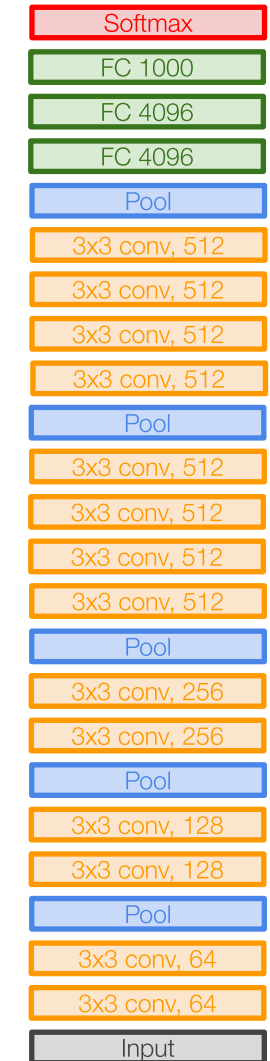 Softmax
FC 1000
FC 4096
FC 4096
Pool
3x3 conv, 512
3x3 conv, 512
3x3 conv, 512
3x3 conv, 512
Pool
3x3 conv, 512
3x3 conv, 512
3x3 conv, 512
3x3 conv, 512
Pool
3x3 conv, 256
3x3 conv, 256
Pool
3x3 conv, 128
3x3 conv, 128
Pool
3x3 conv, 64
3x3 conv, 64
Input